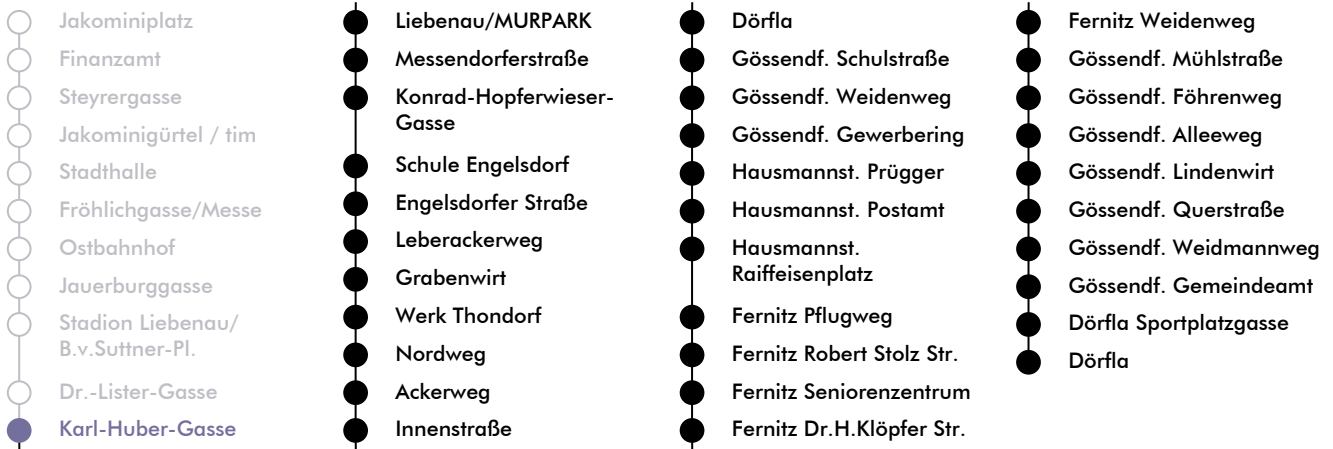 Jakominiplatz
Finanzamt
Steyrergasse
Jakominigürtel / tim
Stadthalle
Fröhlichgasse/Messe
Ostbahnhof
Jauerburggasse
Stadion Liebenau/
B.v.Suttner-Pl.
Dr.-Lister-Gasse
Karl-Huber-Gasse
Liebenau/MURPARK
Messendorferstraße
Konrad-Hopferwieser-
Gasse
Schule Engelsdorf
Engelsdorfer Straße
Leberackerweg
Grabenwirt
Werk Thondorf
Nordweg
Ackerweg
Innenstraße
Dörfla
Gössendf. Schulstraße
Gössendf. Weidenweg
Gössendf. Gewerbering
Hausmannst. Prügger
Hausmannst. Postamt
Hausmannst.
Raiffeisenplatz
Fernitz Pflugweg
Fernitz Robert Stolz Str.
Fernitz Seniorenzentrum
Fernitz Dr.H.Klöpfer Str.
Fernitz Weidenweg
Gössendf. Mühlstraße
Gössendf. Föhrenweg
Gössendf. Alleeweg
Gössendf. Lindenwirt
Gössendf. Querstraße
Gössendf. Weidmannweg
Gössendf. Gemeindeamt
Dörfla Sportplatzgasse
Dörfla